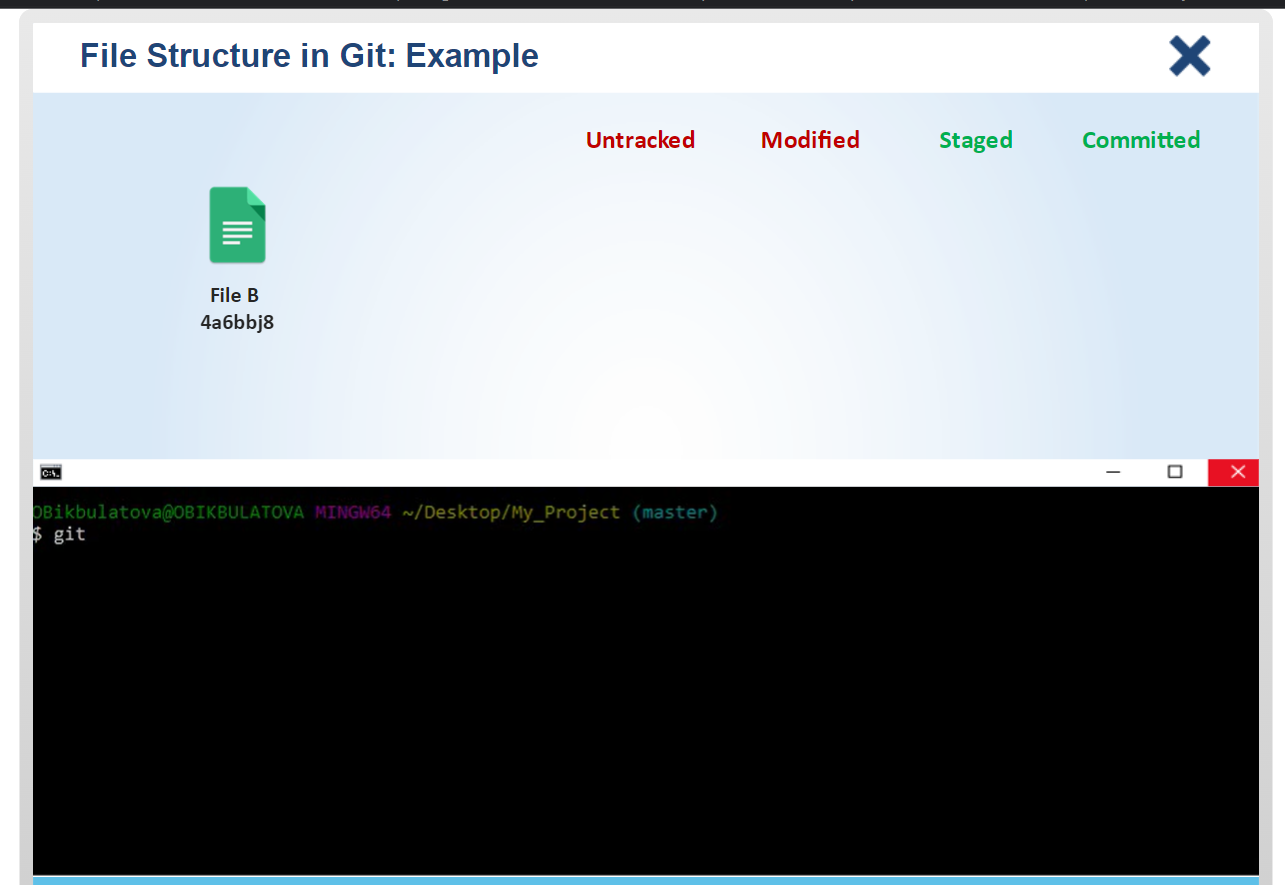 File Structure in Git: Example
Untracked Modified Staged Committed
File B
4a6bbj8
C:\.
OBikbulatova@OBIKBULATOVA MINGW64 ~/Desktop/My_Project (master)
$ git